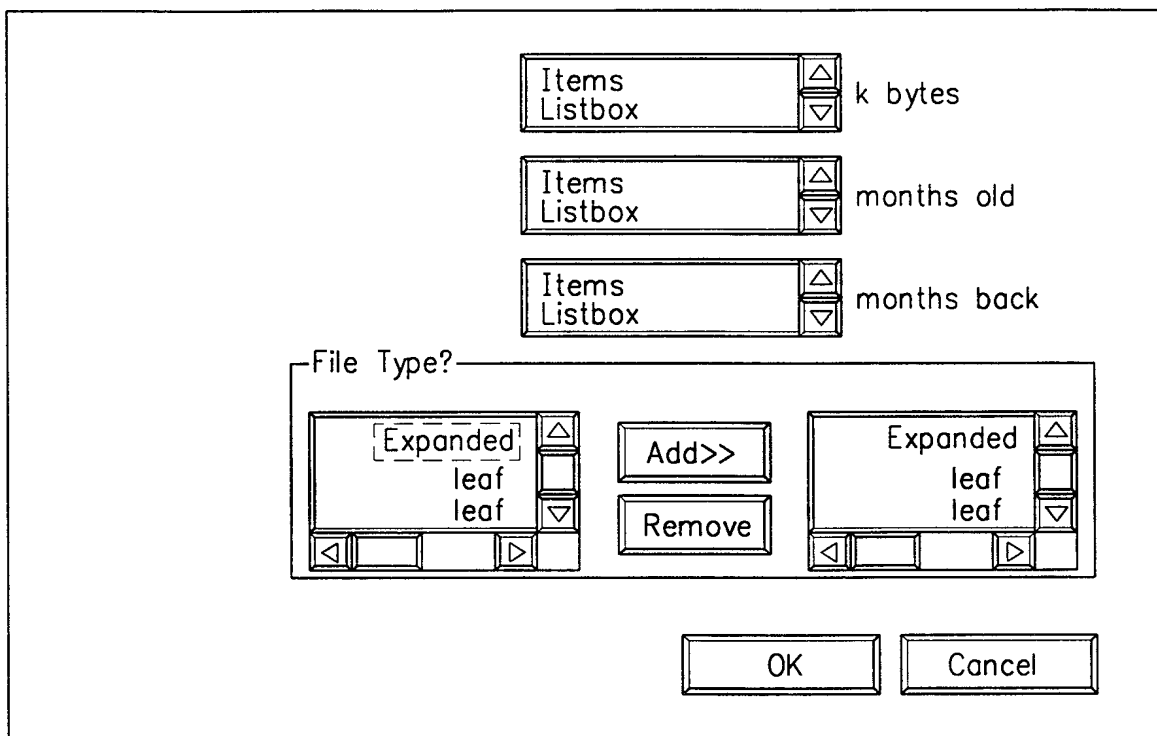 Items
Listbox
k bytes
Items
Listbox
months old
Items
Listbox
months back
File Type?
Expanded
leaf
leaf
Add>>
Remove
Expanded
leaf
leaf
OK
Cancel